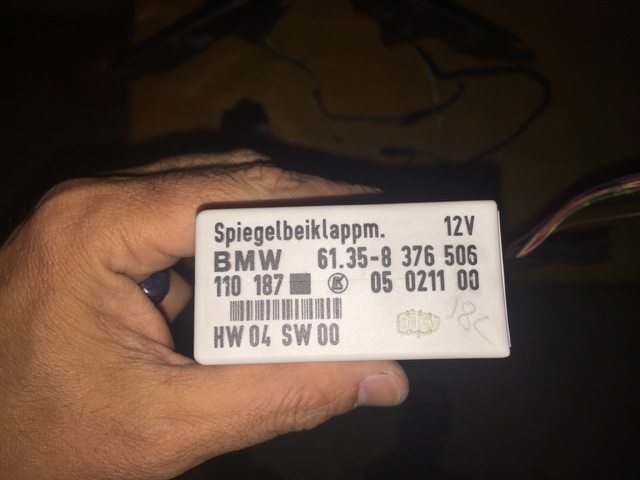 Spiegelbeiklappm. 12V
BMW 61.35-8 376 506
110 187 05 0211 00
HW 04 SW 00